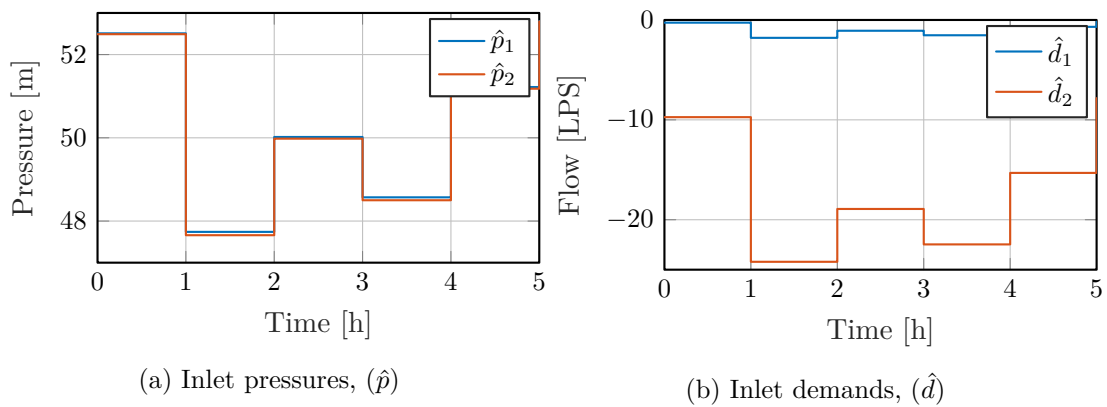 52
50
48
0
1
2
3
4
5
Pressure [m]
Time [h]
p̂₁
p̂₂
(a) Inlet pressures, (p̂)
0
−10
−20
0
1
2
3
4
5
Flow [LPS]
Time [h]
d̂₁
d̂₂
(b) Inlet demands, (d̂)